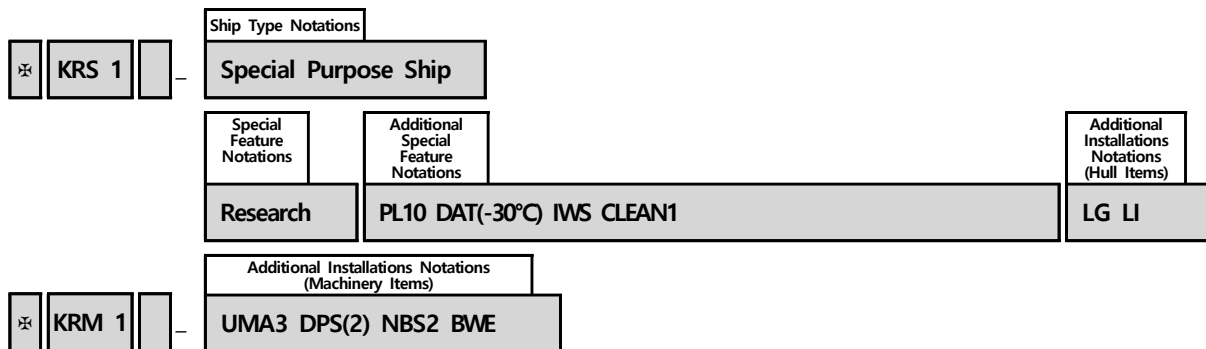 Ship Type Notations
✠ KRS 1 _ Special Purpose Ship
Special
Feature
Notations
Additional
Special
Feature
Notations
Additional
Installations
Notations
(Hull Items)
Research PL10 DAT(-30°C) IWS CLEAN1 LG LI
Additional Installations Notations
(Machinery Items)
✠ KRM 1 _ UMA3 DPS(2) NBS2 BWE